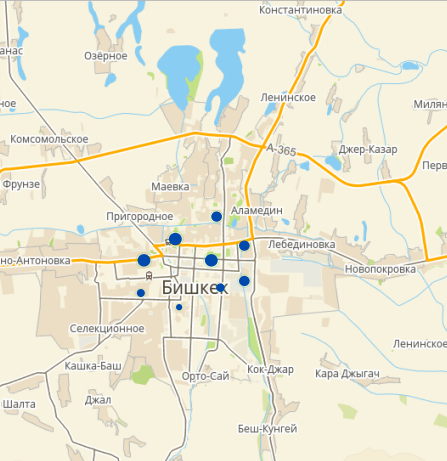 Константиновка
Озёрное
анас
Ленинское
ное
Милян
Комсомольское
А-365
Джер-Казар
Перв
Фрунзе
Маевка
Пригородное
Аламедин
Лебединовка
но-Антоновка
Новопокровка
Бишкек
Селекционное
Ленинское
Кашка-Баш
Кок-Джар
Орто-Сай
Кара Джыгач
Джал
Шалта
Беш-Кунгей